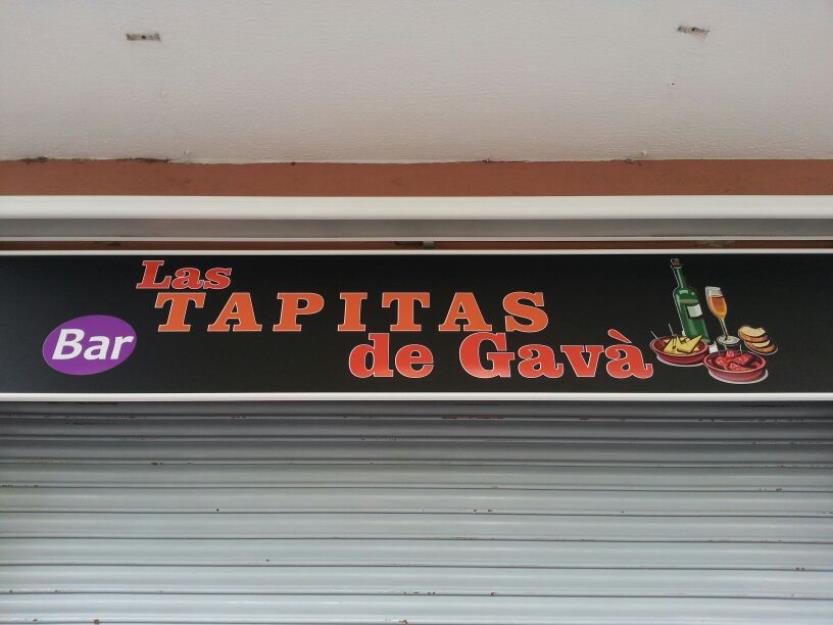 Bar
Las
TAPITAS
de Gavà